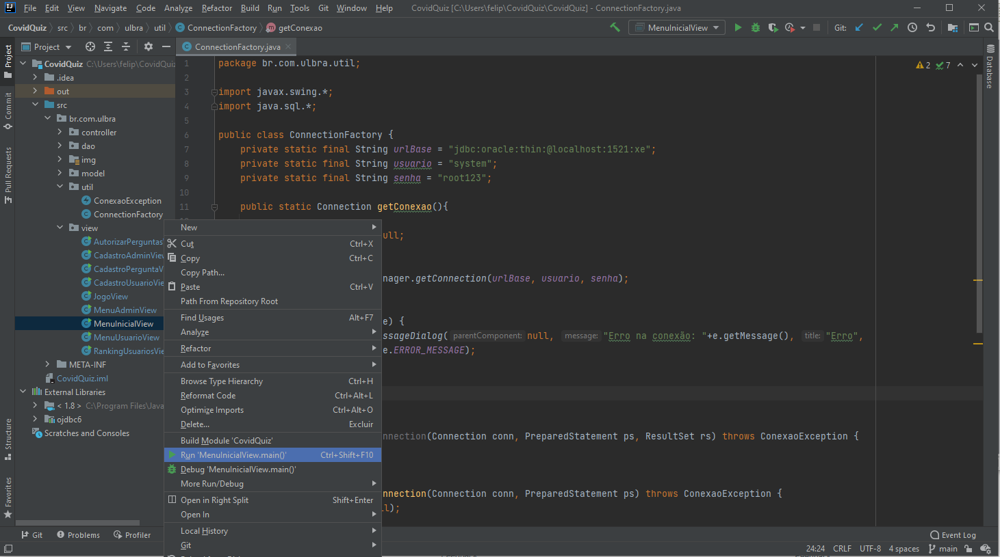 File Edit View Navigate Code Analyze Refactor Build Run Tools Git Window Help CovidQuiz [C:\Users\felip\CovidQuiz\CovidQuiz] - ConnectionFactory.java
CovidQuiz src br com ulbra util ConnectionFactory getConexao MenuInicialView Git:
Project ConnectionFactory.java
CovidQuiz C:\Users\felip\CovidQuiz
.idea
out
src
br.com.ulbra
controller
dao
img
model
util
ConexaoException
ConnectionFactory
view
AutorizarPerguntas
CadastroAdminView
CadastroPerguntaV
CadastroUsuarioVie
JogoView
MenuAdminView
MenuInicialView
MenuUsuarioView
RankingUsuariosVie
META-INF
CovidQuiz.iml
External Libraries
< 1.8 > C:\Program Files\Java
ojdbc6
Scratches and Consoles
Project
Commit
Pull Requests
Structure
Favorites
1 package br.com.ulbra.util;
2
3 import javax.swing.*;
4 import java.sql.*;
5
6 public class ConnectionFactory {
7 private static final String urlBase = "jdbc:oracle:thin:@localhost:1521:xe";
8 private static final String usuario = "system";
9 private static final String senha = "root123";
10
11 public static Connection getConexao(){
ull;
nager.getConnection(urlBase, usuario, senha);
e) {
ssageDialog( parentComponent: null, message: "Erro na conexão: "+e.getMessage(), title: "Erro",
e.ERROR_MESSAGE);
nnection(Connection conn, PreparedStatement ps, ResultSet rs) throws ConexaoException {
nnection(Connection conn, PreparedStatement ps) throws ConexaoException {
l);
2 7
Database
New
Cut Ctrl+X
Copy Ctrl+C
Copy Path...
Paste Ctrl+V
Path From Repository Root
Find Usages Alt+F7
Analyze
Refactor
Add to Favorites
Browse Type Hierarchy Ctrl+H
Reformat Code Ctrl+Alt+L
Optimize Imports Ctrl+Alt+O
Delete... Excluir
Build Module 'CovidQuiz'
Run 'MenuInicialView.main()' Ctrl+Shift+F10
Debug 'MenuInicialView.main()'
More Run/Debug
Open in Right Split Shift+Enter
Open In
Local History
Git
Git Problems Profiler Event Log
24:24 CRLF UTF-8 4 spaces main